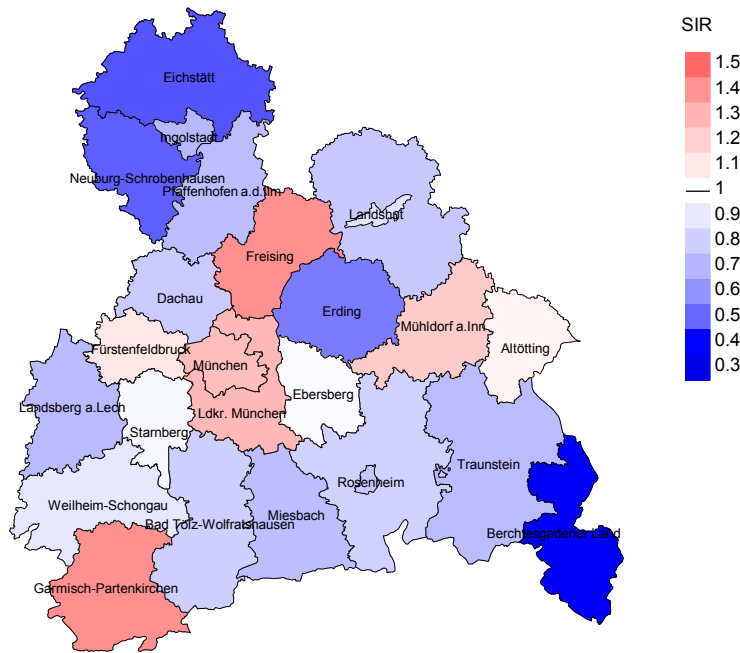 SIR
1.5
1.4
1.3
1.2
1.1
1
0.9
0.8
0.7
0.6
0.5
0.4
0.3
Eichstätt
Ingolstadt
Neuburg-Schrobenhausen
Pfaffenhofen a.d.Ilm
Landshut
Freising
Dachau
Erding
Mühldorf a.Inn
Altötting
Fürstenfeldbruck
München
Ebersberg
Landsberg a.Lech
Ldkr. München
Starnberg
Traunstein
Rosenheim
Weilheim-Schongau
Miesbach
Bad Tölz-Wolfratshausen
Berchtesgadener Land
Garmisch-Partenkirchen